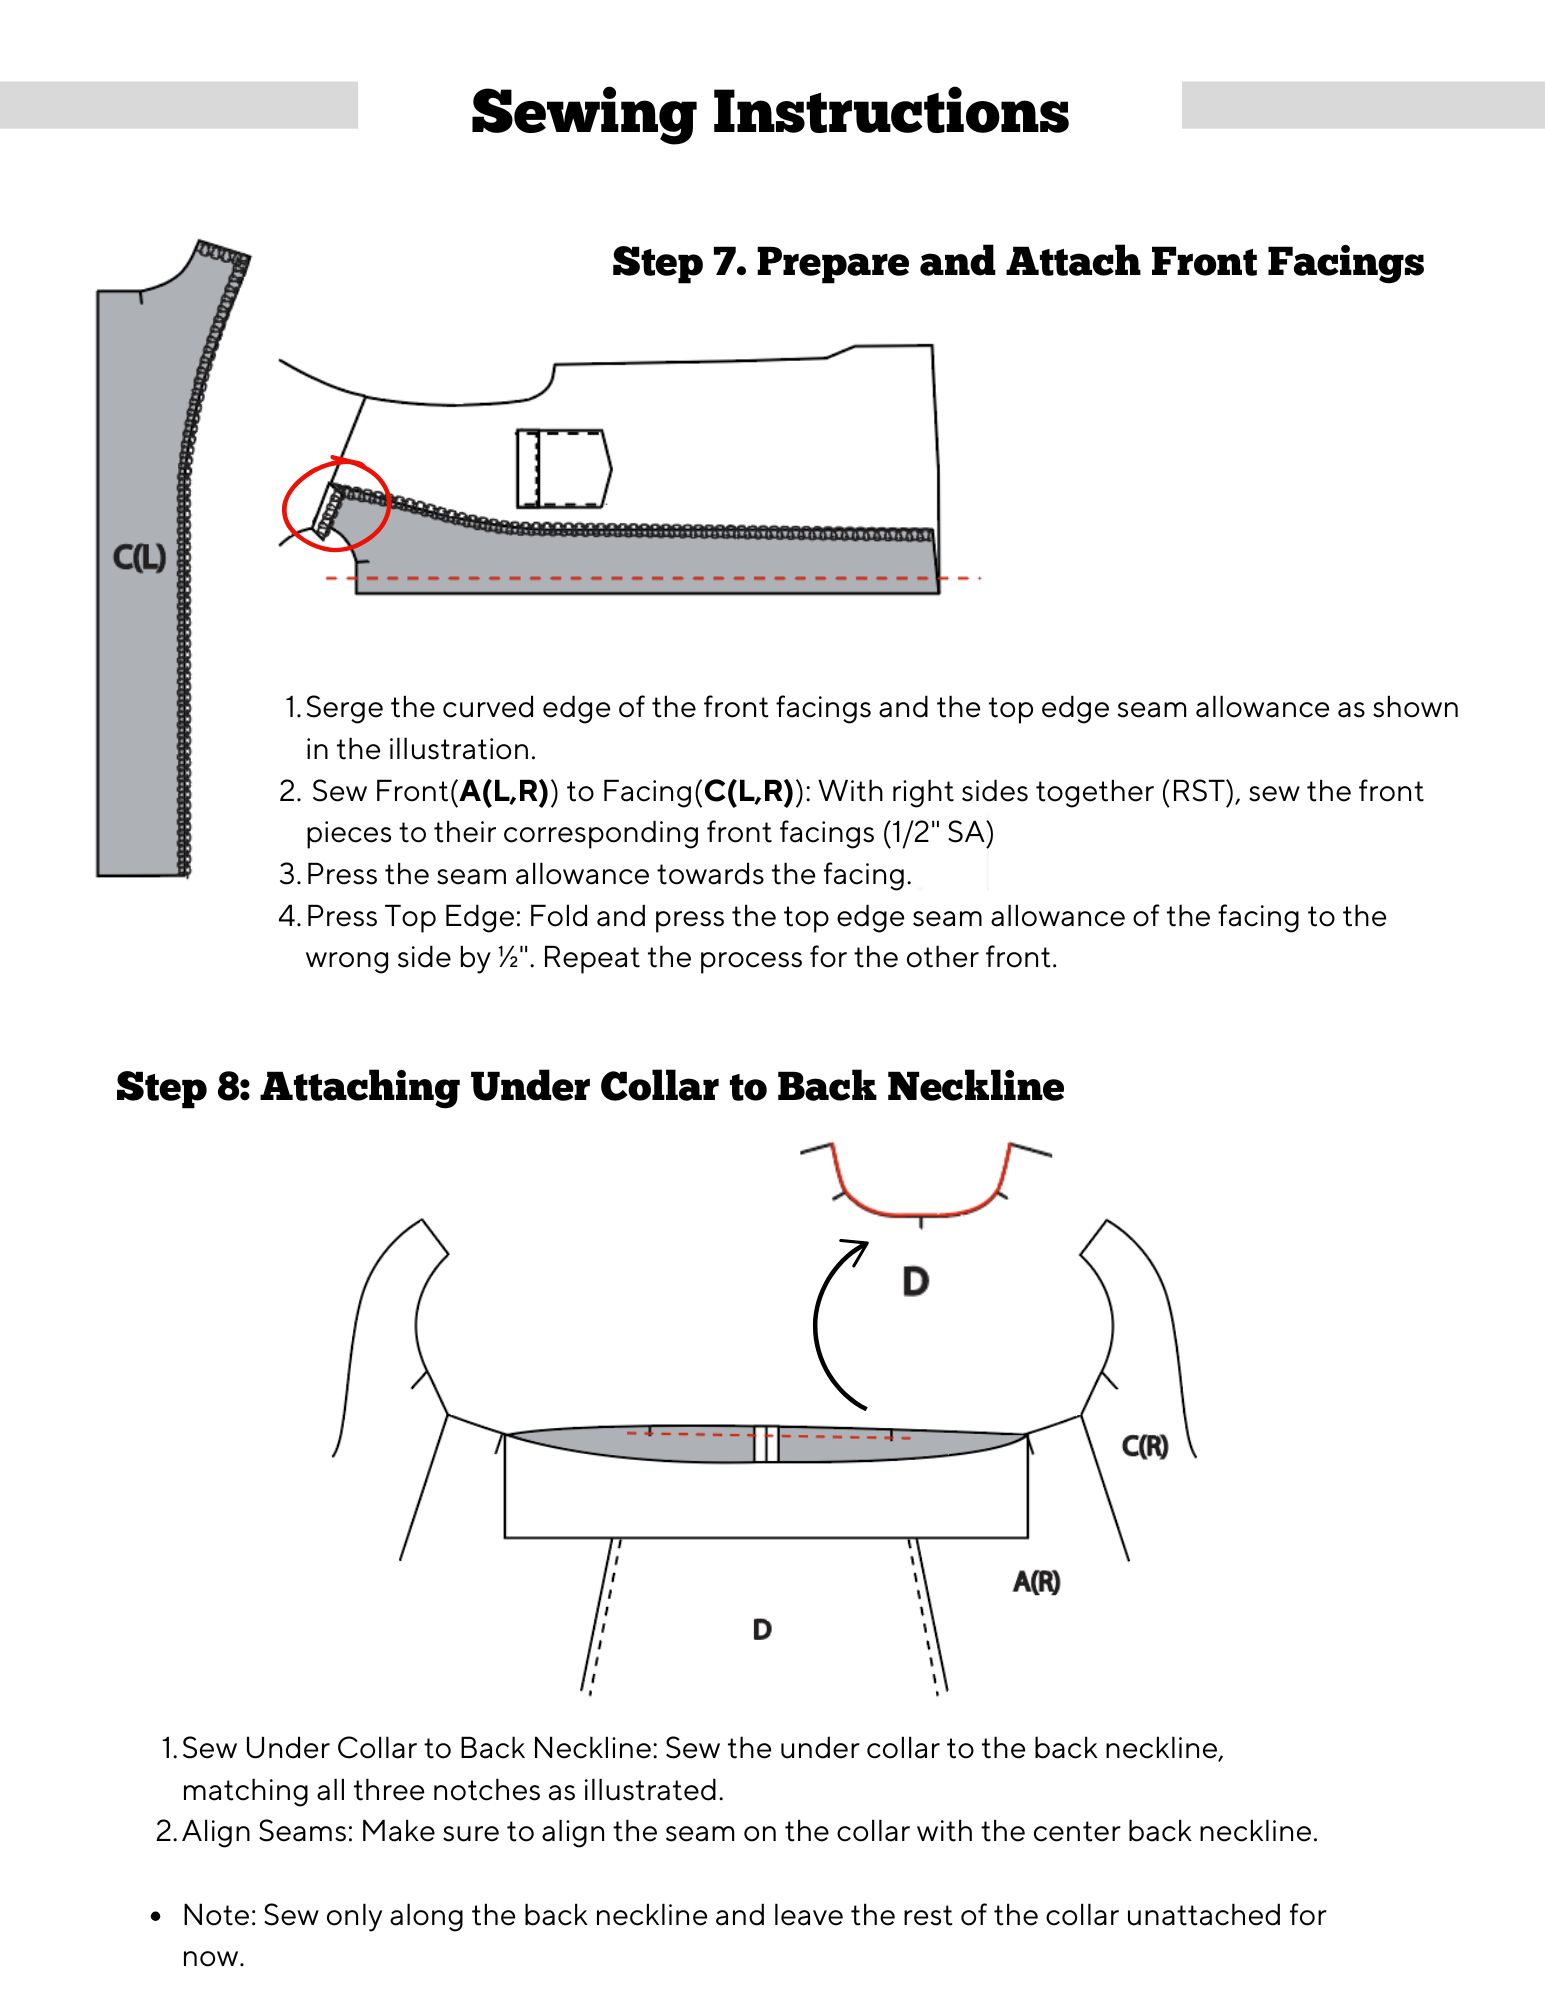 Sewing Instructions
Step 7. Prepare and Attach Front Facings
C(L)
1. Serge the curved edge of the front facings and the top edge seam allowance as shown
in the illustration.
2. Sew Front(A(L,R)) to Facing(C(L,R)): With right sides together (RST), sew the front
pieces to their corresponding front facings (1/2" SA)
3. Press the seam allowance towards the facing.
4. Press Top Edge: Fold and press the top edge seam allowance of the facing to the
wrong side by ½". Repeat the process for the other front.
Step 8: Attaching Under Collar to Back Neckline
D
C(R)
A(R)
D
1. Sew Under Collar to Back Neckline: Sew the under collar to the back neckline,
matching all three notches as illustrated.
2. Align Seams: Make sure to align the seam on the collar with the center back neckline.
• Note: Sew only along the back neckline and leave the rest of the collar unattached for
now.